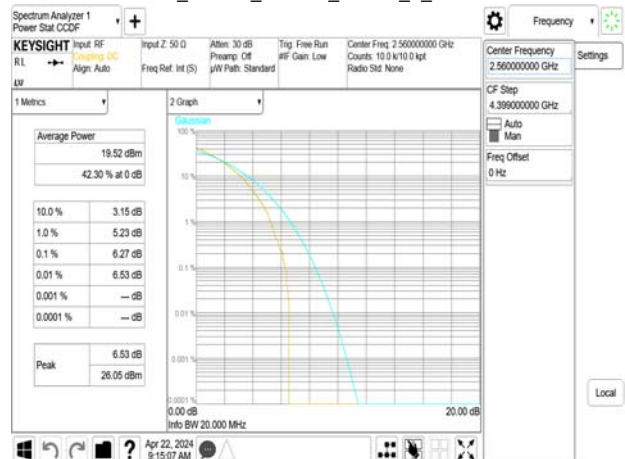 Spectrum Analyzer 1
Power Stat CCDF
Frequency
KEYSIGHT
Input: RF
Coupling: DC
Align: Auto
Input Z: 50 Ω
Freq Ref: Int (S)
Atten: 30 dB
Preamp: Off
µW Path: Standard
Trig: Free Run
#IF Gain: Low
Center Freq: 2.560000000 GHz
Counts: 10.0 k/10.0 kpt
Radio Std: None
RL
Center Frequency
2.560000000 GHz
Settings
CF Step
4.399000000 GHz
Auto
Man
Freq Offset
0 Hz
1 Metrics
2 Graph
Gaussian
Average Power
19.52 dBm
42.30 % at 0 dB
10.0 % 3.15 dB
1.0 % 5.23 dB
0.1 % 6.27 dB
0.01 % 6.53 dB
0.001 % --- dB
0.0001 % --- dB
Peak
6.53 dB
26.05 dBm
100 %
10 %
1 %
0.1 %
0.01 %
0.001 %
0.0001 %
0.00 dB
20.00 dB
Info BW 20.000 MHz
Local
Apr 22, 2024
9:15:07 AM